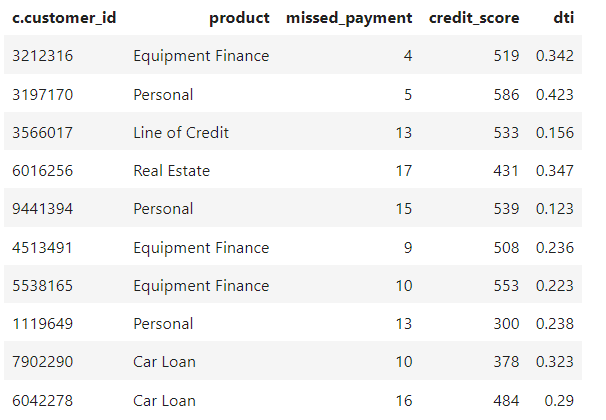 c.customer_id product missed_payment credit_score dti
3212316 Equipment Finance 4 519 0.342
3197170 Personal 5 586 0.423
3566017 Line of Credit 13 533 0.156
6016256 Real Estate 17 431 0.347
9441394 Personal 15 539 0.123
4513491 Equipment Finance 9 508 0.236
5538165 Equipment Finance 10 553 0.223
1119649 Personal 13 300 0.238
7902290 Car Loan 10 378 0.323
6042278 Car Loan 16 484 0.29